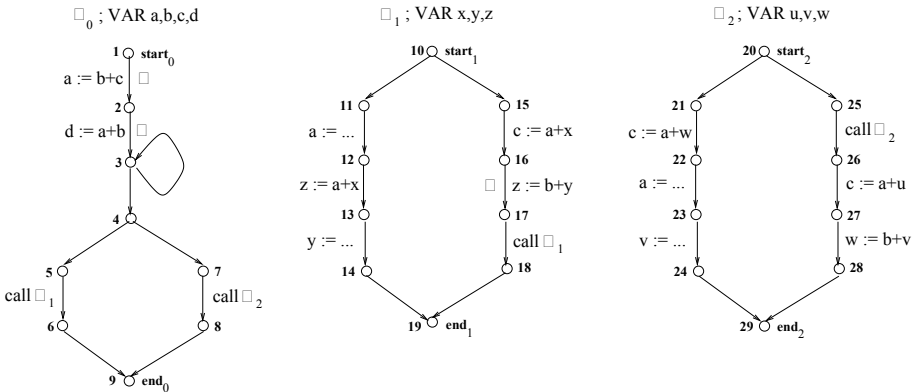 □₀ ; VAR a,b,c,d
1 start₀
a := b+c □
2
d := a+b □
3
4
5 7
call □₁ call □₂
6 8
9 end₀
□₁ ; VAR x,y,z
10 start₁
11 15
a := ... c := a+x
12 16
z := a+x □ z := b+y
13 17
y := ... call □₁
14 18
19 end₁
□₂ ; VAR u,v,w
20 start₂
21 25
c := a+w call □₂
22 26
a := ... c := a+u
23 27
v := ... w := b+v
24 28
29 end₂